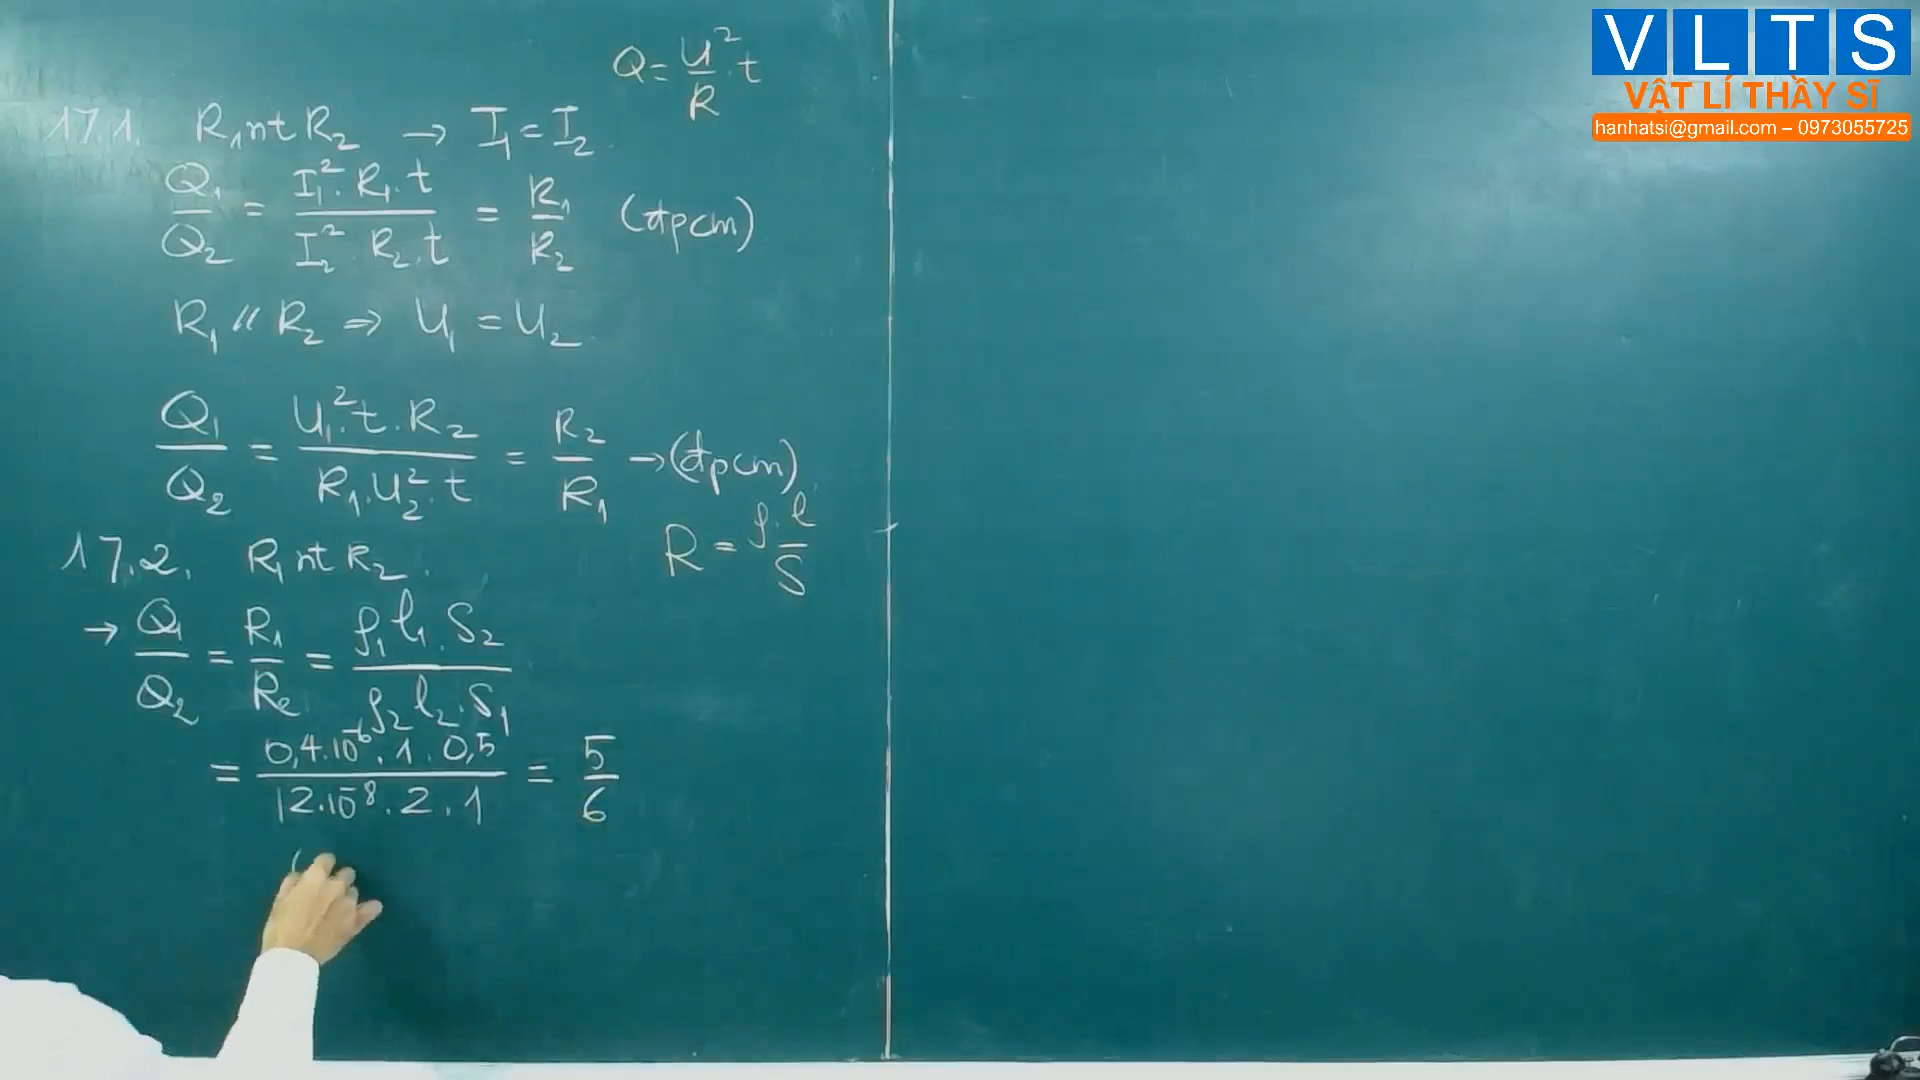 VLTS
VẬT LÍ THẦY SĨ
hanhatsi@gmail.com – 0973055725
Q = U²/R . t
17.1. R₁ nt R₂ → I₁ = I₂
Q₁/Q₂ = I₁² . R₁ . t / I₂² . R₂ . t = R₁/R₂ (đpcm)
R₁ // R₂ ⇒ U₁ = U₂
Q₁/Q₂ = U₁² . t . R₂ / R₁ . U₂² . t = R₂/R₁ → (đpcm)
R = ρ . l/S
17.2. R₁ nt R₂
→ Q₁/Q₂ = R₁/R₂ = ρ₁ l₁ . S₂ / ρ₂ l₂ . S₁
= 0,4.10⁻⁶ . 1 . 0,5 / 12.10⁻⁸ . 2 . 1 = 5/6